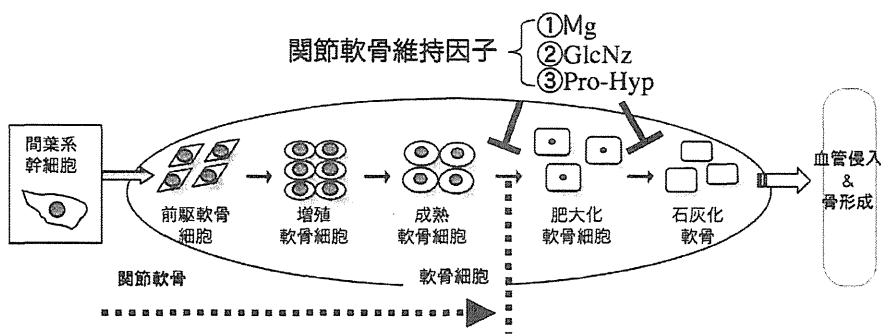 関節軟骨維持因子
①Mg
②GlcNz
③Pro-Hyp
間葉系
幹細胞
前駆軟骨
細胞
増殖
軟骨細胞
成熟
軟骨細胞
肥大化
軟骨細胞
石灰化
軟骨
血管侵入
&
骨形成
関節軟骨
軟骨細胞